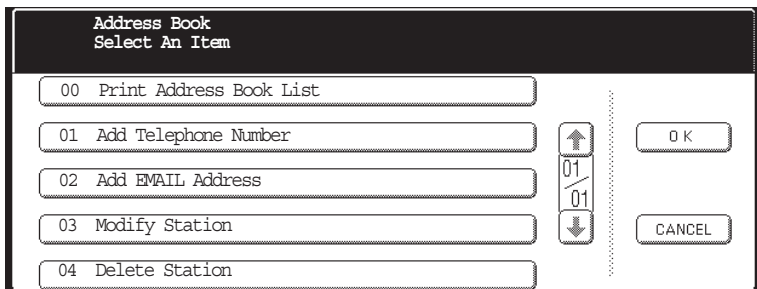 Address Book
Select An Item
00 Print Address Book List
01 Add Telephone Number
02 Add EMAIL Address
03 Modify Station
04 Delete Station
01
01
OK
CANCEL